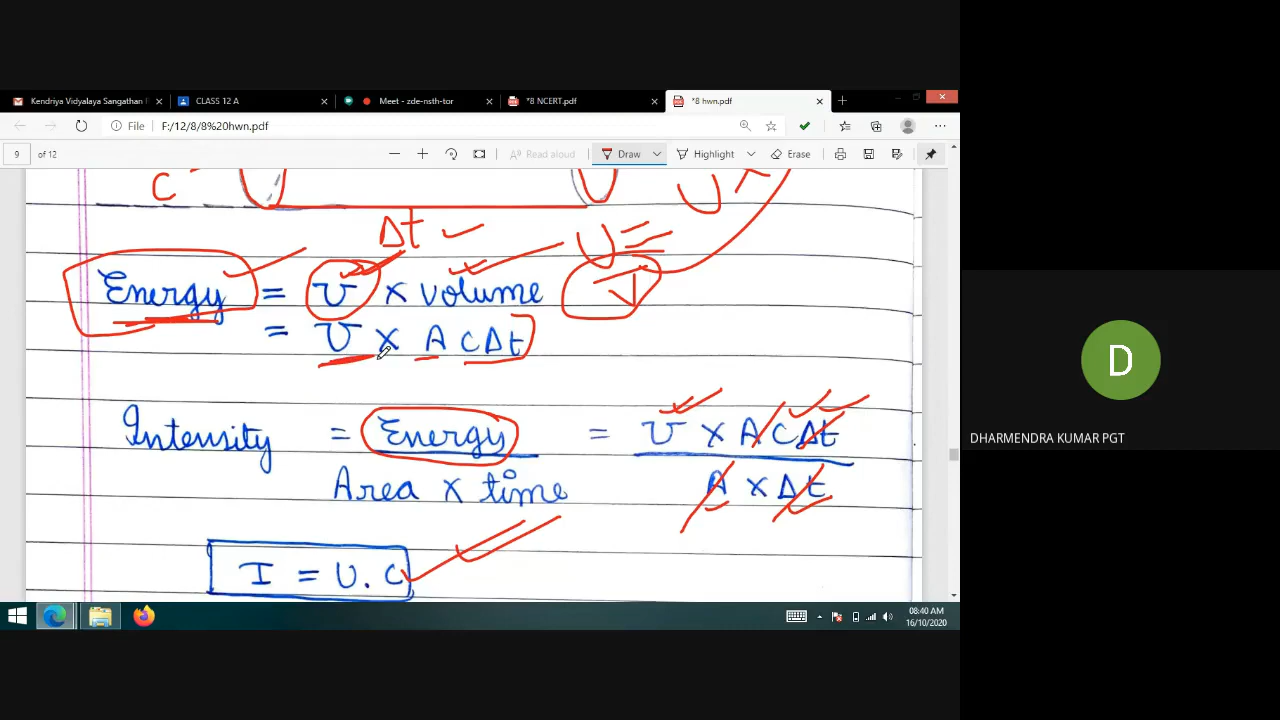 Kendriya Vidyalaya Sangathan
CLASS 12 A
Meet - zde-nsth-tor
*8 NCERT.pdf
*8 hwn.pdf
File F:/12/8/8%20hwn.pdf
9 of 12
Read aloud
Draw
Highlight
Erase
C
U
Δt
U =
Energy = U × volume
= U × A C Δt
Intensity = Energy = U × A C Δt
Area × time A × Δt
I = U . C
08:40 AM
16/10/2020
D
DHARMENDRA KUMAR PGT